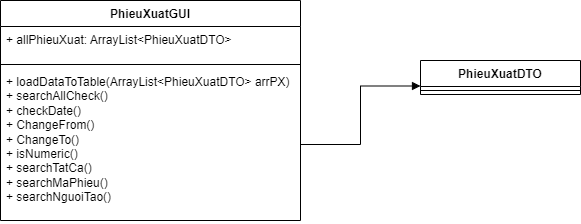 PhieuXuatGUI
+ allPhieuXuat: ArrayList<PhieuXuatDTO>
+ loadDataToTable(ArrayList<PhieuXuatDTO> arrPX)
+ searchAllCheck()
+ checkDate()
+ ChangeFrom()
+ ChangeTo()
+ isNumeric()
+ searchTatCa()
+ searchMaPhieu()
+ searchNguoiTao()
PhieuXuatDTO